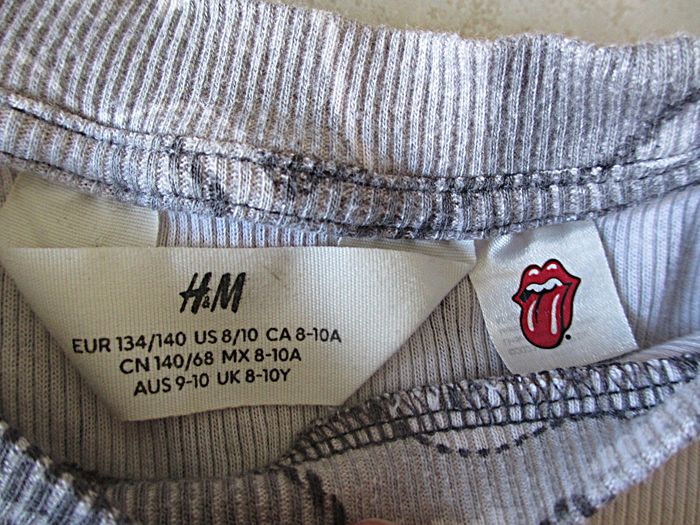 H&M
EUR 134/140 US 8/10 CA 8-10A
CN 140/68 MX 8-10A
AUS 9-10 UK 8-10Y